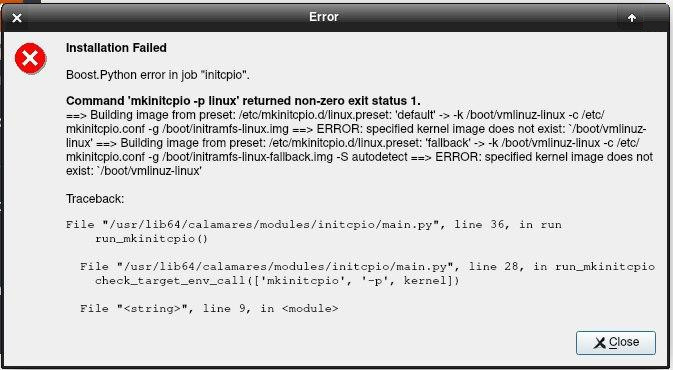 Error
Installation Failed
Boost.Python error in job "initcpio".
Command 'mkinitcpio -p linux' returned non-zero exit status 1.
==> Building image from preset: /etc/mkinitcpio.d/linux.preset: 'default' -> -k /boot/vmlinuz-linux -c /etc/
mkinitcpio.conf -g /boot/initramfs-linux.img ==> ERROR: specified kernel image does not exist: `/boot/vmlinuz-
linux' ==> Building image from preset: /etc/mkinitcpio.d/linux.preset: 'fallback' -> -k /boot/vmlinuz-linux -c /etc/
mkinitcpio.conf -g /boot/initramfs-linux-fallback.img -S autodetect ==> ERROR: specified kernel image does not
exist: `/boot/vmlinuz-linux'
Traceback:
File "/usr/lib64/calamares/modules/initcpio/main.py", line 36, in run
run_mkinitcpio()
File "/usr/lib64/calamares/modules/initcpio/main.py", line 28, in run_mkinitcpio
check_target_env_call(['mkinitcpio', '-p', kernel])
File "<string>", line 9, in <module>
Close